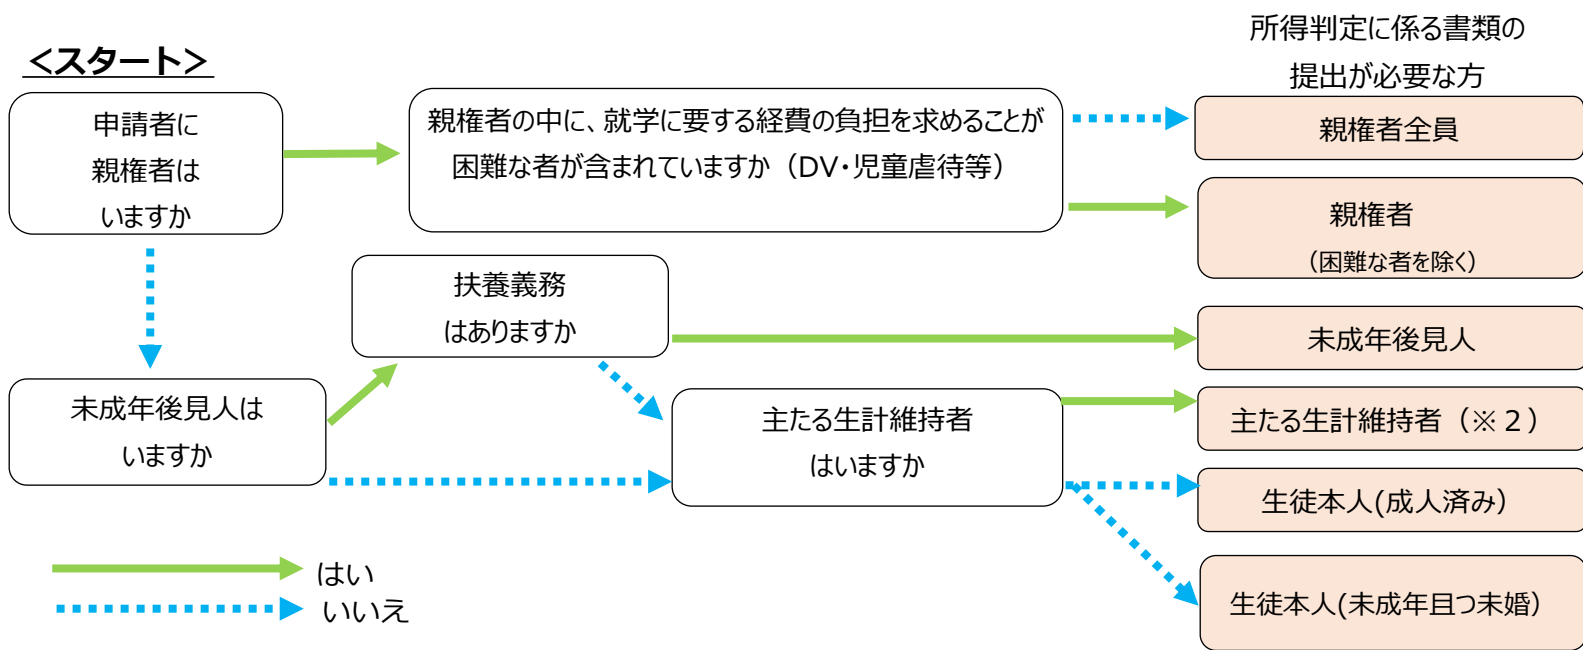 <スタート>
申請者に
親権者は
いますか
親権者の中に、就学に要する経費の負担を求めることが
困難な者が含まれていますか（DV・児童虐待等）
所得判定に係る書類の
提出が必要な方
親権者全員
親権者
（困難な者を除く）
扶養義務
はありますか
未成年後見人
未成年後見人は
いますか
主たる生計維持者
はいますか
主たる生計維持者（※２）
生徒本人(成人済み）
生徒本人(未成年且つ未婚）
はい
いいえ